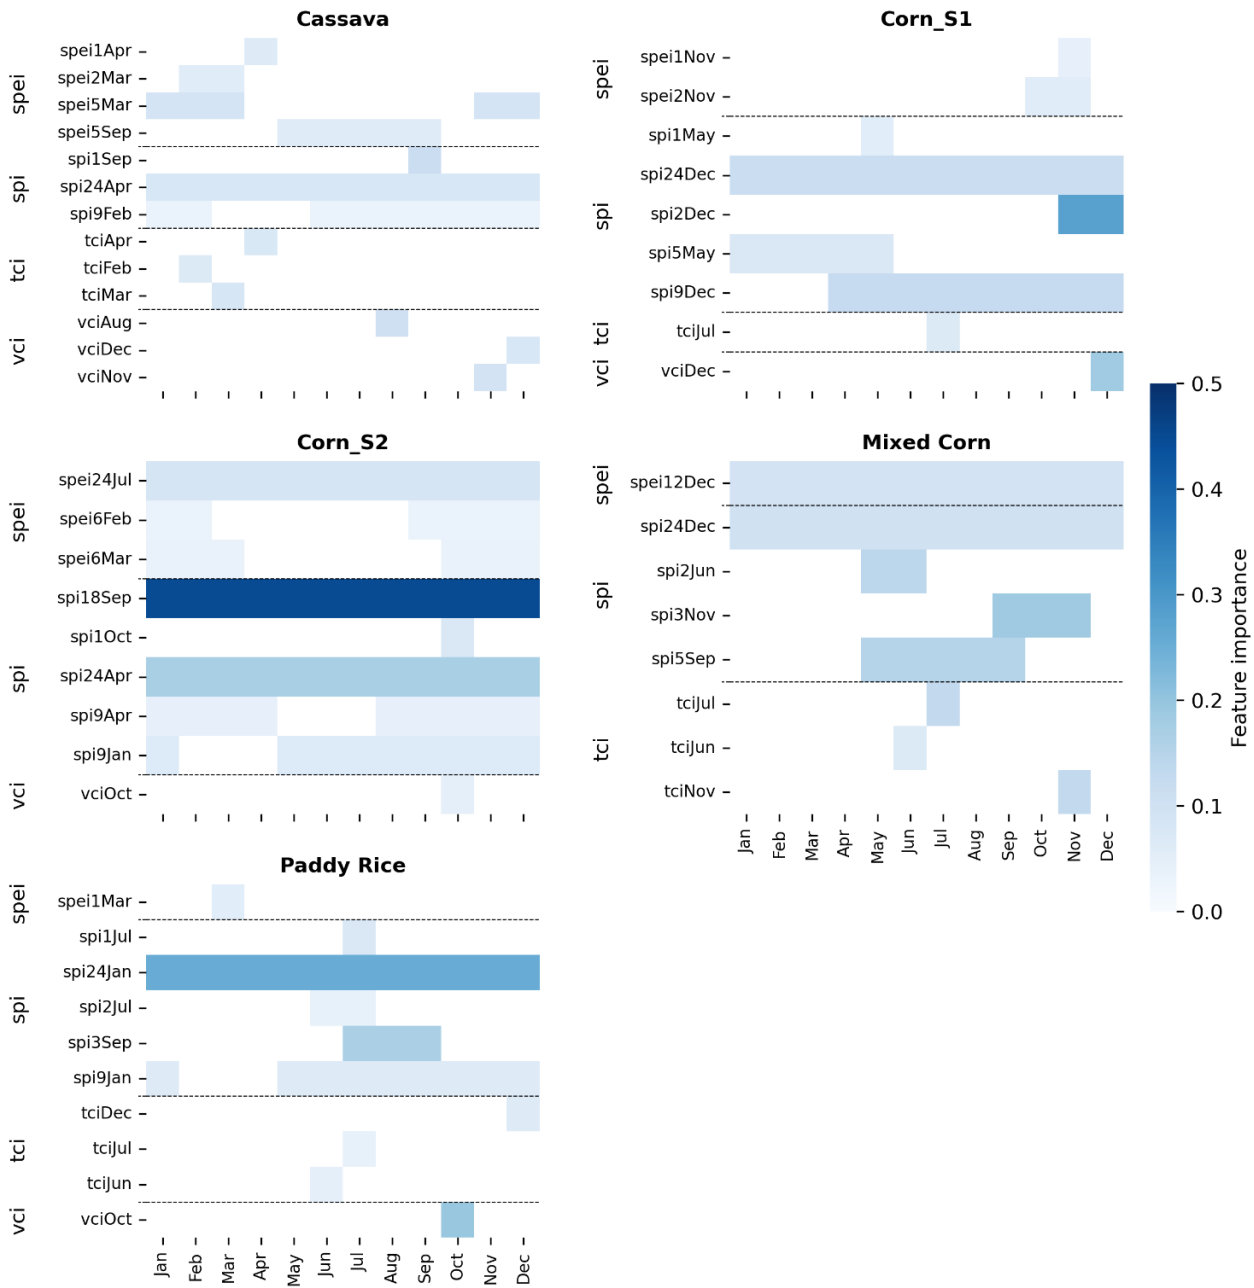 Cassava
spei
spei1Apr
spei2Mar
spei5Mar
spei5Sep
spi
spi1Sep
spi24Apr
spi9Feb
tci
tciApr
tciFeb
tciMar
vci
vciAug
vciDec
vciNov
Corn_S1
spei
spei1Nov
spei2Nov
spi
spi1May
spi24Dec
spi2Dec
spi5May
spi9Dec
tci
tciJul
vci
vciDec
Corn_S2
spei
spei24Jul
spei6Feb
spei6Mar
spi
spi18Sep
spi1Oct
spi24Apr
spi9Apr
spi9Jan
vci
vciOct
Mixed Corn
spei
spei12Dec
spi
spi24Dec
spi2Jun
spi3Nov
spi5Sep
tci
tciJul
tciJun
tciNov
Jan Feb Mar Apr May Jun Jul Aug Sep Oct Nov Dec
0.5
0.4
0.3
0.2
0.1
0.0
Feature importance
Paddy Rice
spei
spei1Mar
spi
spi1Jul
spi24Jan
spi2Jul
spi3Sep
spi9Jan
tci
tciDec
tciJul
tciJun
vci
vciOct
Jan Feb Mar Apr May Jun Jul Aug Sep Oct Nov Dec